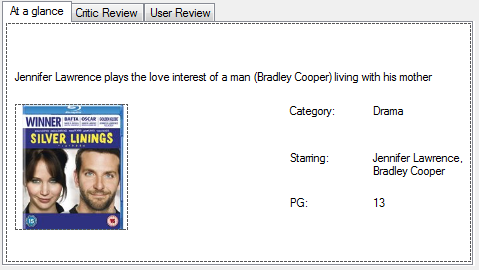 At a glance Critic Review User Review
Jennifer Lawrence plays the love interest of a man (Bradley Cooper) living with his mother
WINNER BAFTA OSCAR
SILVER LININGS
Category: Drama
Starring: Jennifer Lawrence,
Bradley Cooper
PG: 13
15